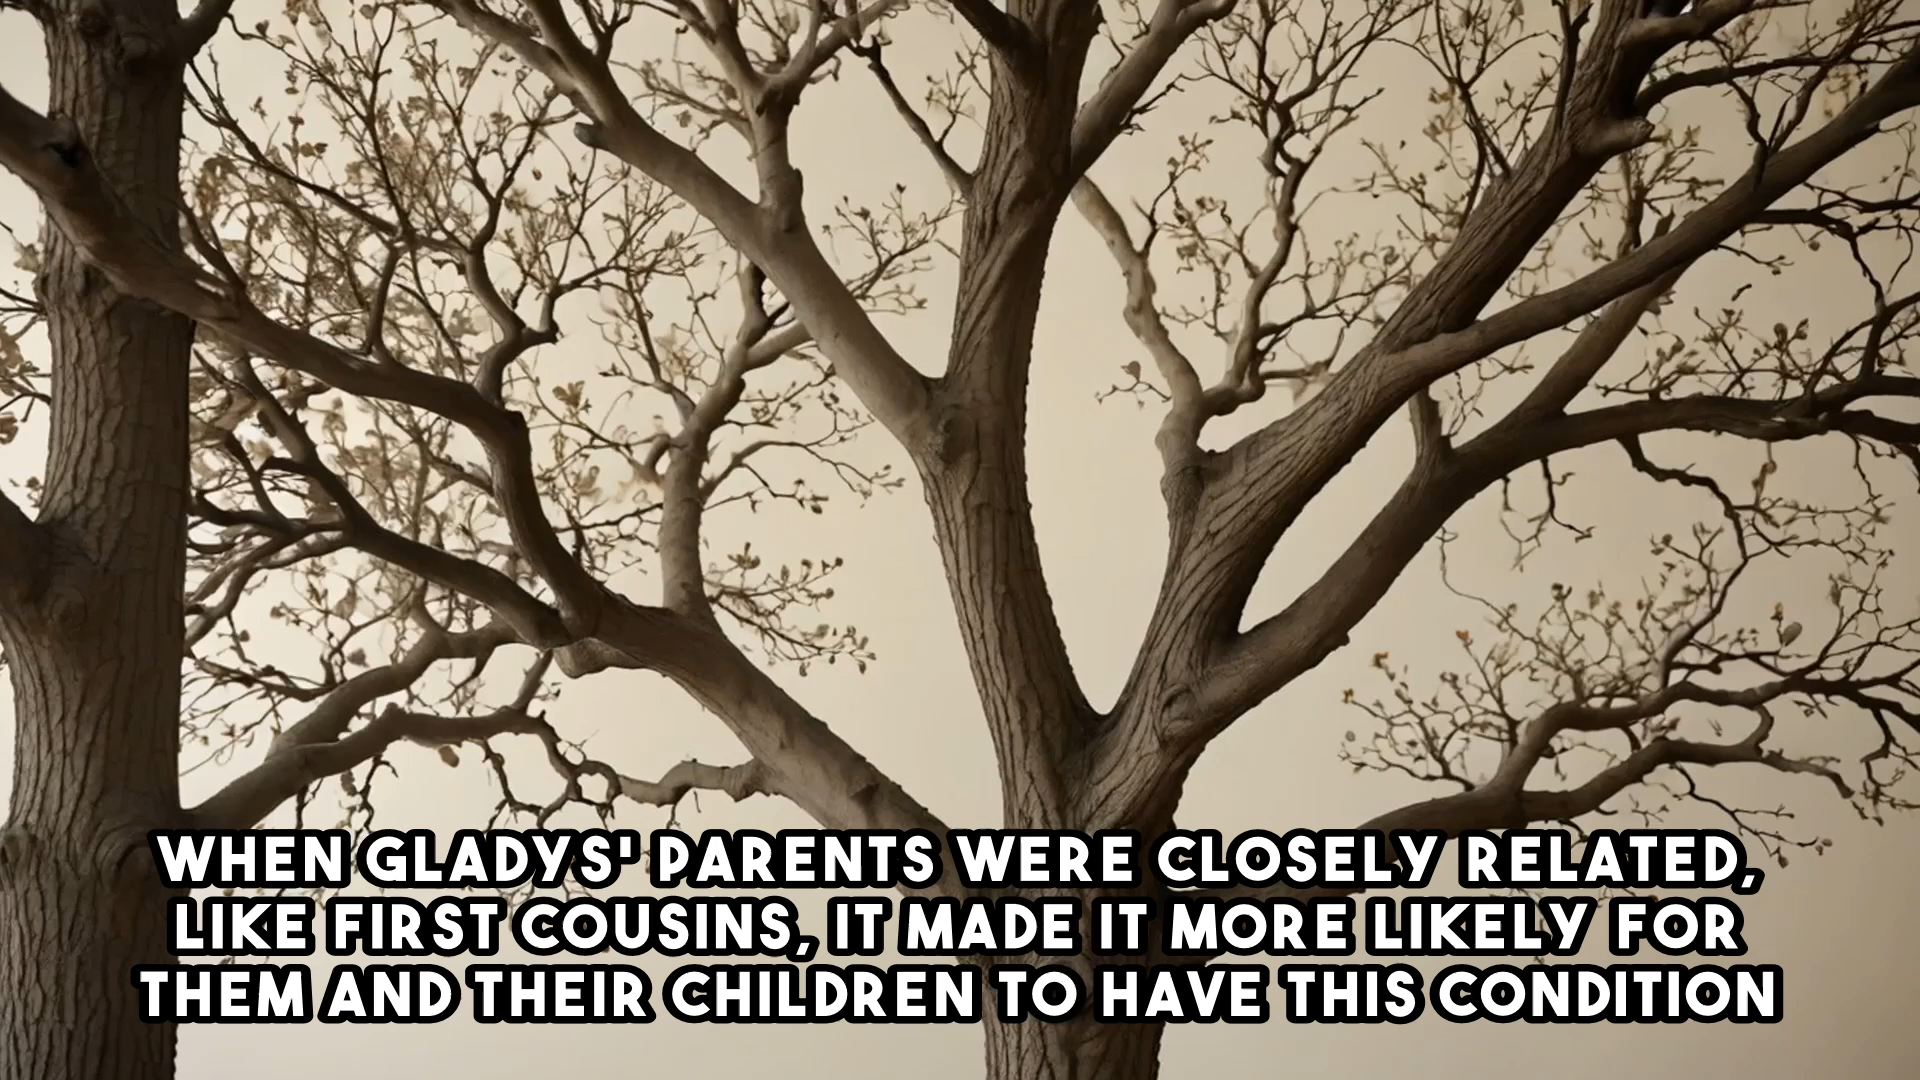 WHEN GLADYS' PARENTS WERE CLOSELY RELATED,
LIKE FIRST COUSINS, IT MADE IT MORE LIKELY FOR
THEM AND THEIR CHILDREN TO HAVE THIS CONDITION